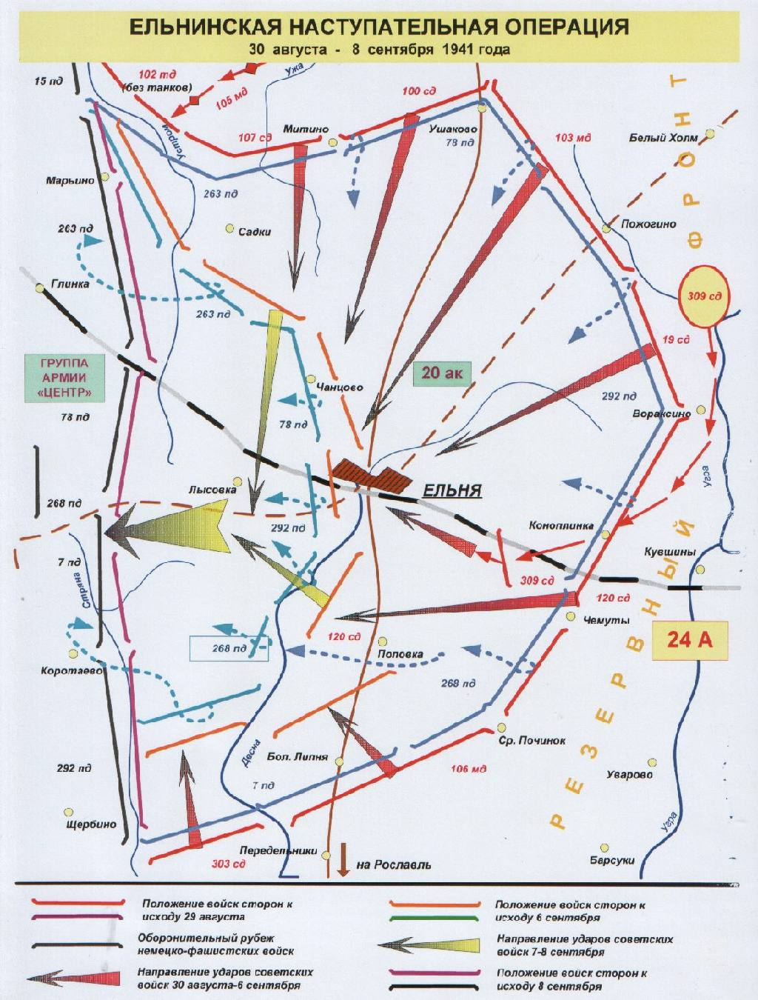 ЕЛЬНИНСКАЯ НАСТУПАТЕЛЬНАЯ ОПЕРАЦИЯ
30 августа - 8 сентября 1941 года
15 пд
102 тд
(без танков)
105 мд
Ужа
100 сд
Устром
107 сд
Митино
Ушаково
78 пд
103 мд
Белый Холм
Марьино
263 пд
263 пд
Садки
Пожогино
Глинка
263 пд
309 сд
19 сд
ГРУППА
АРМИИ
«ЦЕНТР»
20 ак
Чанцово
292 пд
Вораксино
78 пд
78 пд
Лысовка
ЕЛЬНЯ
Угра
268 пд
292 пд
Коноплинка
Кувшины
7 пд
Стряна
309 сд
120 сд
Чемуты
120 сд
24 А
268 пд
Поповка
Коротаево
268 пд
Ср. Починок
Десна
Бол. Липня
292 пд
7 пд
106 мд
Уварово
Щербино
Угра
Передельники
303 сд
на Рославль
Барсуки
РЕЗЕРВНЫЙ ФРОНТ
Положение войск сторон к
исходу 29 августа
Оборонительный рубеж
немецко-фашистских войск
Направление ударов советских
войск 30 августа-6 сентября
Положение войск сторон к
исходу 6 сентября
Направление ударов советских
войск 7-8 сентября
Положение войск сторон к
исходу 8 сентября